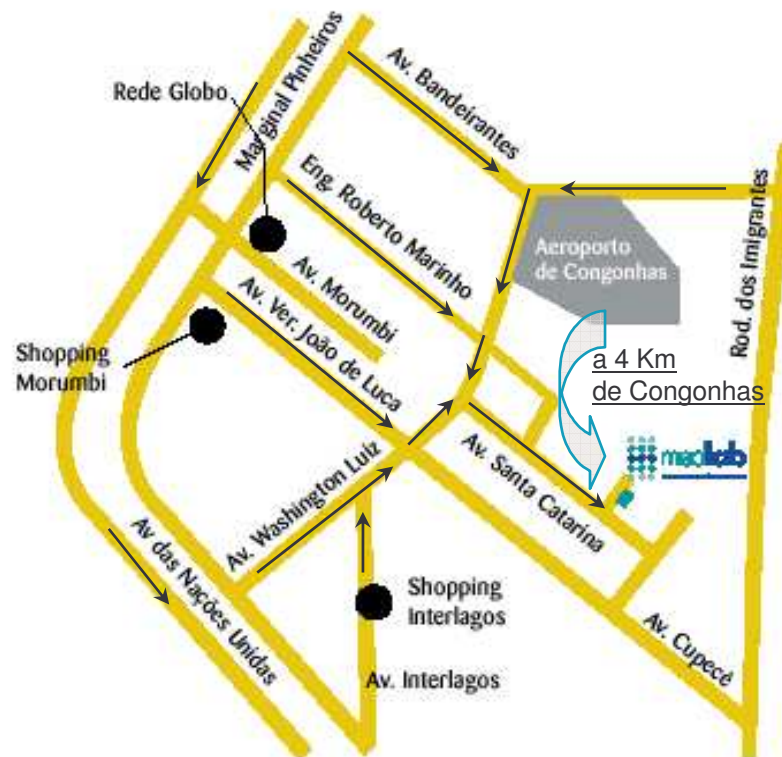 Rede Globo
Marginal Pinheiros
Av. Bandeirantes
Eng. Roberto Marinho
Aeroporto
de Congonhas
Rod. dos Imigrantes
Av. Morumbi
Av. Ver. João de Luca
Shopping
Morumbi
a 4 Km
de Congonhas
Av. Santa Catarina
Av. Washington Luiz
Av das Nações Unidas
Shopping
Interlagos
Av. Interlagos
Av. Cupecê